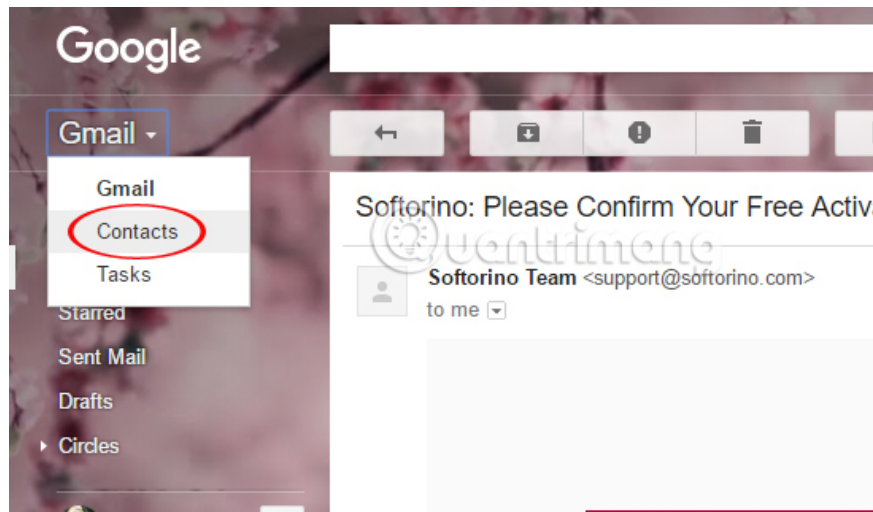 Google
Gmail
Gmail
Contacts
Tasks
Starred
Sent Mail
Drafts
Circles
Softorino: Please Confirm Your Free Activ
Quantrimang
Softorino Team <support@softorino.com>
to me